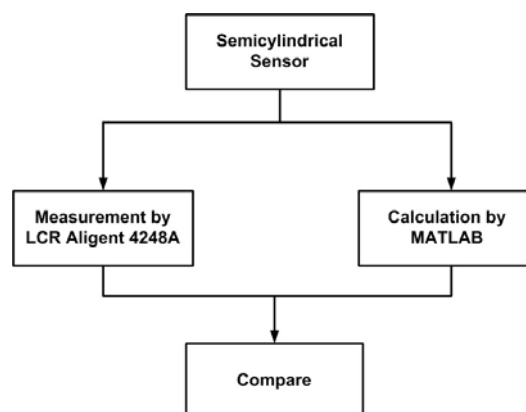 Semicylindrical
Sensor
Measurement by
LCR Aligent 4248A
Calculation by
MATLAB
Compare